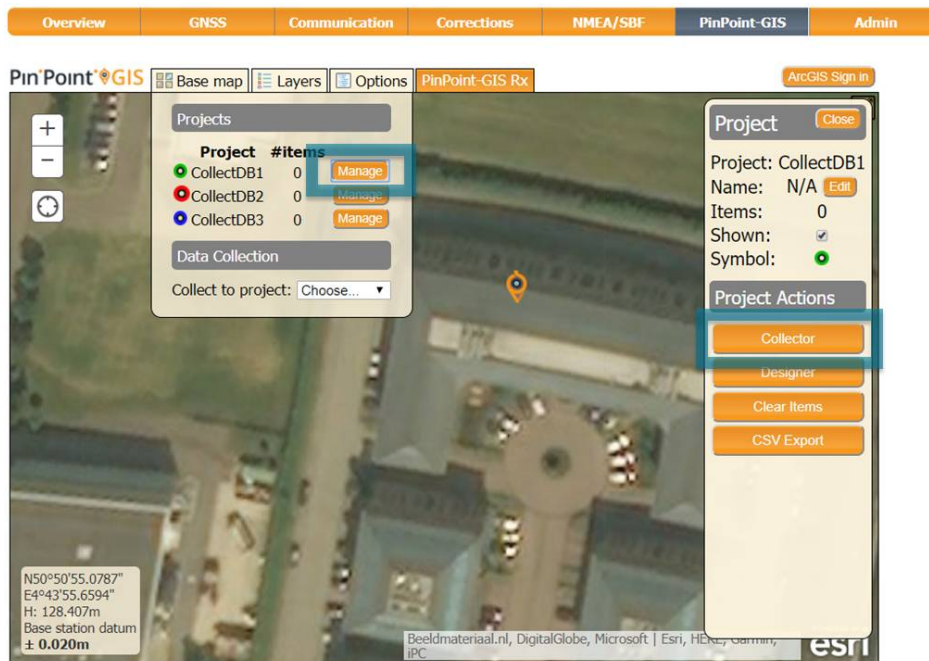 Overview GNSS Communication Corrections NMEA/SBF PinPoint-GIS Admin
PinPoint GIS Base map Layers Options PinPoint-GIS Rx ArcGIS Sign in
+
−
Projects
Project #items
CollectDB1 0 Manage
CollectDB2 0 Manage
CollectDB3 0 Manage
Data Collection
Collect to project: Choose...
Project Close
Project: CollectDB1
Name: N/A Edit
Items: 0
Shown:
Symbol:
Project Actions
Collector
Designer
Clear Items
CSV Export
N50°50'55.0787"
E4°43'55.6594"
H: 128.407m
Base station datum
± 0.020m
Beeldmateriaal.nl, DigitalGlobe, Microsoft | Esri, HERE, Garmin,
iPC
esri